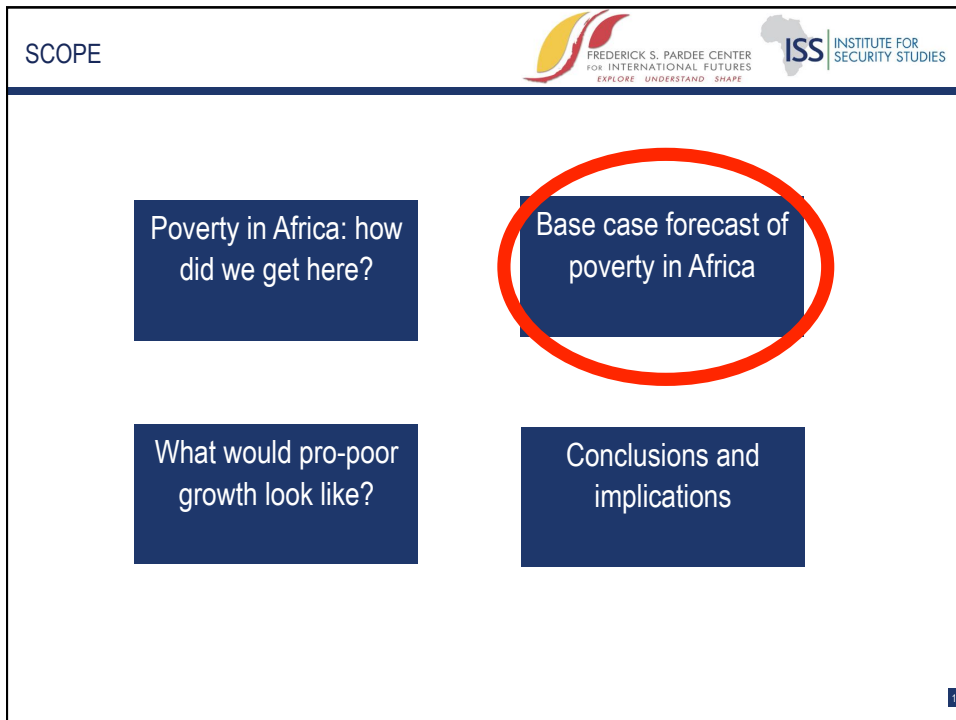 SCOPE
FREDERICK S. PARDEE CENTER
FOR INTERNATIONAL FUTURES
EXPLORE UNDERSTAND SHAPE
ISS
INSTITUTE FOR
SECURITY STUDIES
Poverty in Africa: how
did we get here?
Base case forecast of
poverty in Africa
What would pro-poor
growth look like?
Conclusions and
implications